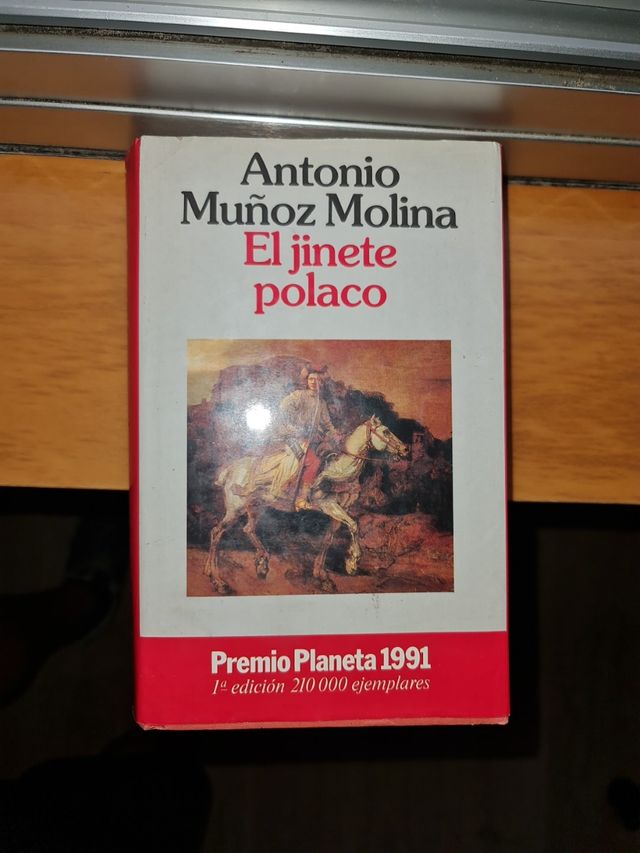 Antonio
Muñoz Molina
El jinete
polaco
Premio Planeta 1991
1ª edición 210 000 ejemplares